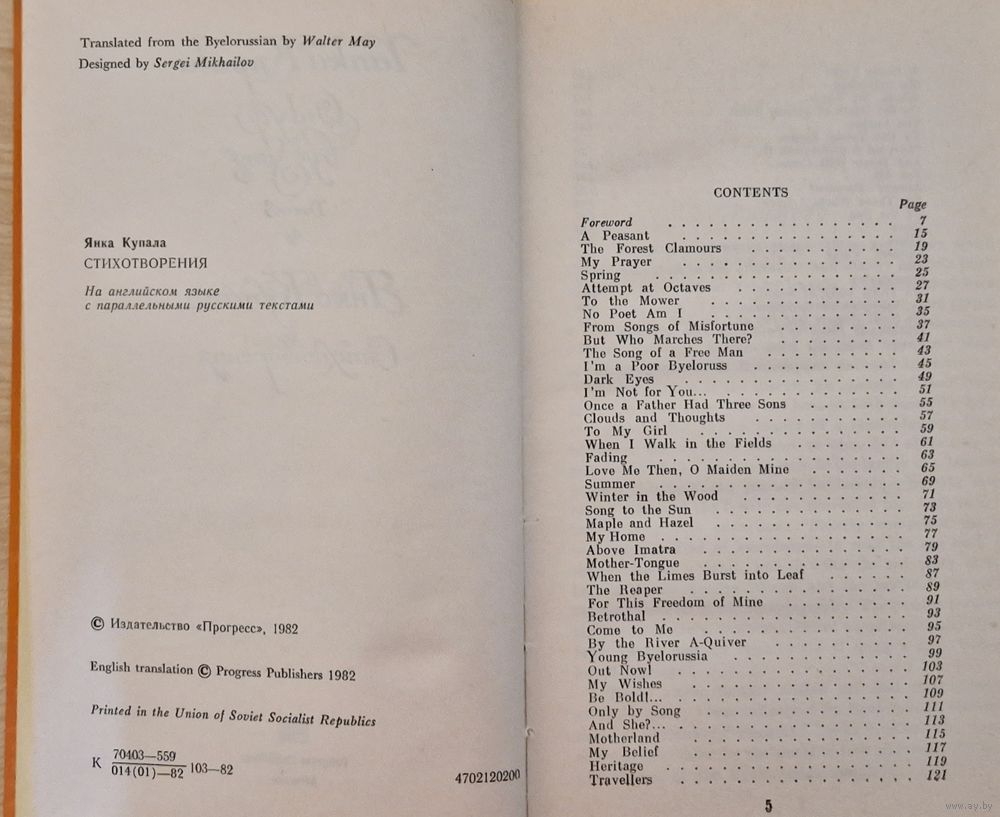 Translated from the Byelorussian by Walter May
Designed by Sergei Mikhailov
Янка Купала
СТИХОТВОРЕНИЯ
На английском языке
с параллельными русскими текстами
© Издательство «Прогресс», 1982
English translation © Progress Publishers 1982
Printed in the Union of Soviet Socialist Republics
К 70403—559
014(01)—82 103—82
4702120200
CONTENTS
Page
Foreword . . . . . . . . . . . . . . . . . 7
A Peasant . . . . . . . . . . . . . . . . 15
The Forest Clamours . . . . . . . . . . . 19
My Prayer . . . . . . . . . . . . . . . . 23
Spring . . . . . . . . . . . . . . . . . . 25
Attempt at Octaves . . . . . . . . . . . . 27
To the Mower . . . . . . . . . . . . . . 31
No Poet Am I . . . . . . . . . . . . . . 35
From Songs of Misfortune . . . . . . . . . 37
But Who Marches There? . . . . . . . . . 41
The Song of a Free Man . . . . . . . . . . 43
I'm a Poor Byeloruss . . . . . . . . . . . 45
Dark Eyes . . . . . . . . . . . . . . . . 49
I'm Not for You... . . . . . . . . . . . . 51
Once a Father Had Three Sons . . . . . . . 55
Clouds and Thoughts . . . . . . . . . . . 57
To My Girl . . . . . . . . . . . . . . . 59
When I Walk in the Fields . . . . . . . . 61
Fading . . . . . . . . . . . . . . . . . . 63
Love Me Then, O Maiden Mine . . . . . . . 65
Summer . . . . . . . . . . . . . . . . . 69
Winter in the Wood . . . . . . . . . . . . 71
Song to the Sun . . . . . . . . . . . . . 73
Maple and Hazel . . . . . . . . . . . . . 75
My Home . . . . . . . . . . . . . . . . 77
Above Imatra . . . . . . . . . . . . . . 79
Mother-Tongue . . . . . . . . . . . . . . 83
When the Limes Burst into Leaf . . . . . . 87
The Reaper . . . . . . . . . . . . . . . 89
For This Freedom of Mine . . . . . . . . . 91
Betrothal . . . . . . . . . . . . . . . . 93
Come to Me . . . . . . . . . . . . . . . 95
By the River A-Quiver . . . . . . . . . . 97
Young Byelorussia . . . . . . . . . . . . 99
Out Now! . . . . . . . . . . . . . . . . 103
My Wishes . . . . . . . . . . . . . . . . 107
Be Bold!... . . . . . . . . . . . . . . . 109
Only by Song . . . . . . . . . . . . . . 111
And She?... . . . . . . . . . . . . . . . 113
Motherland . . . . . . . . . . . . . . . 115
My Belief . . . . . . . . . . . . . . . . 117
Heritage . . . . . . . . . . . . . . . . . 119
Travellers . . . . . . . . . . . . . . . . 121
5
www.ay.by